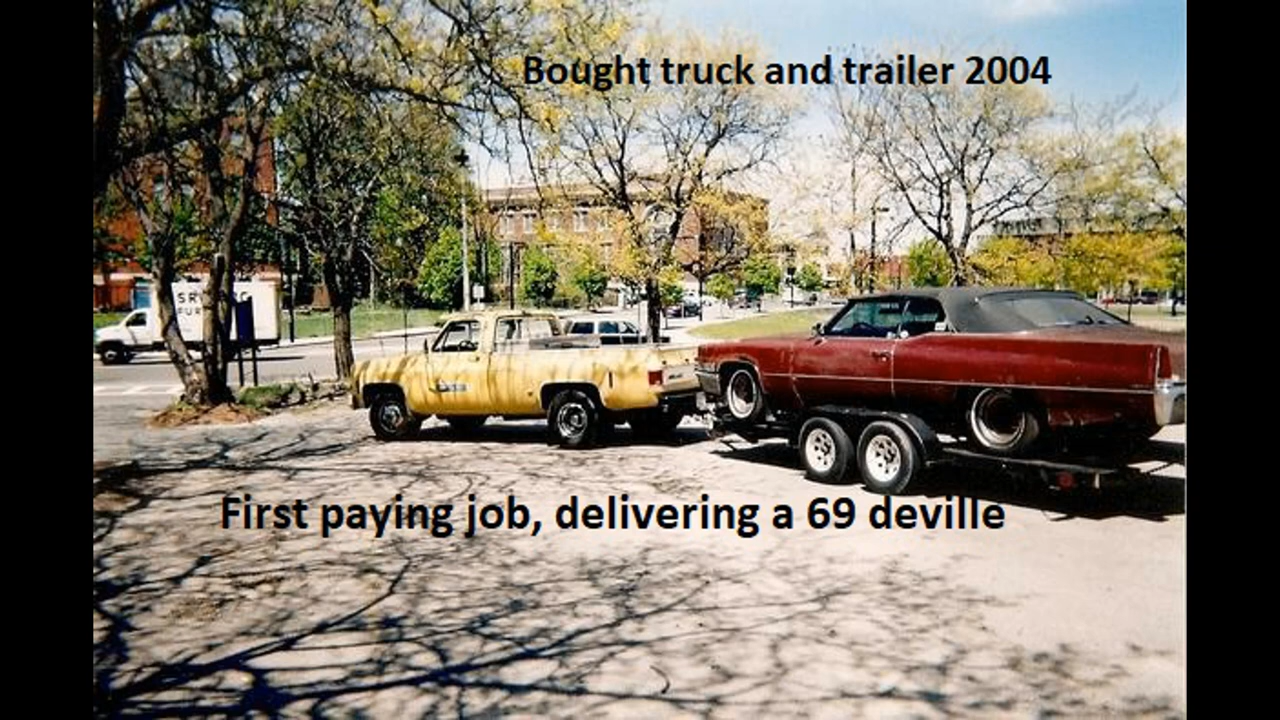 Bought truck and trailer 2004
First paying job, delivering a 69 deville